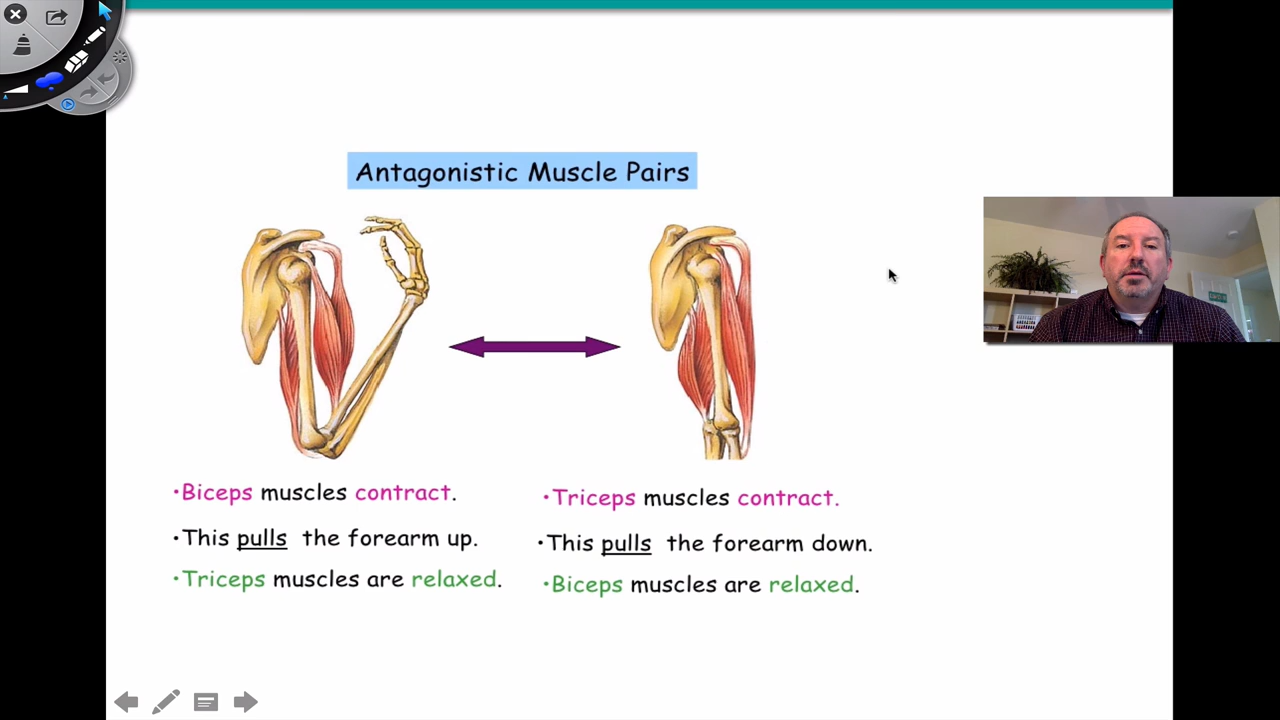 Antagonistic Muscle Pairs
•Biceps muscles contract.
•This pulls the forearm up.
•Triceps muscles are relaxed.
•Triceps muscles contract.
•This pulls the forearm down.
•Biceps muscles are relaxed.